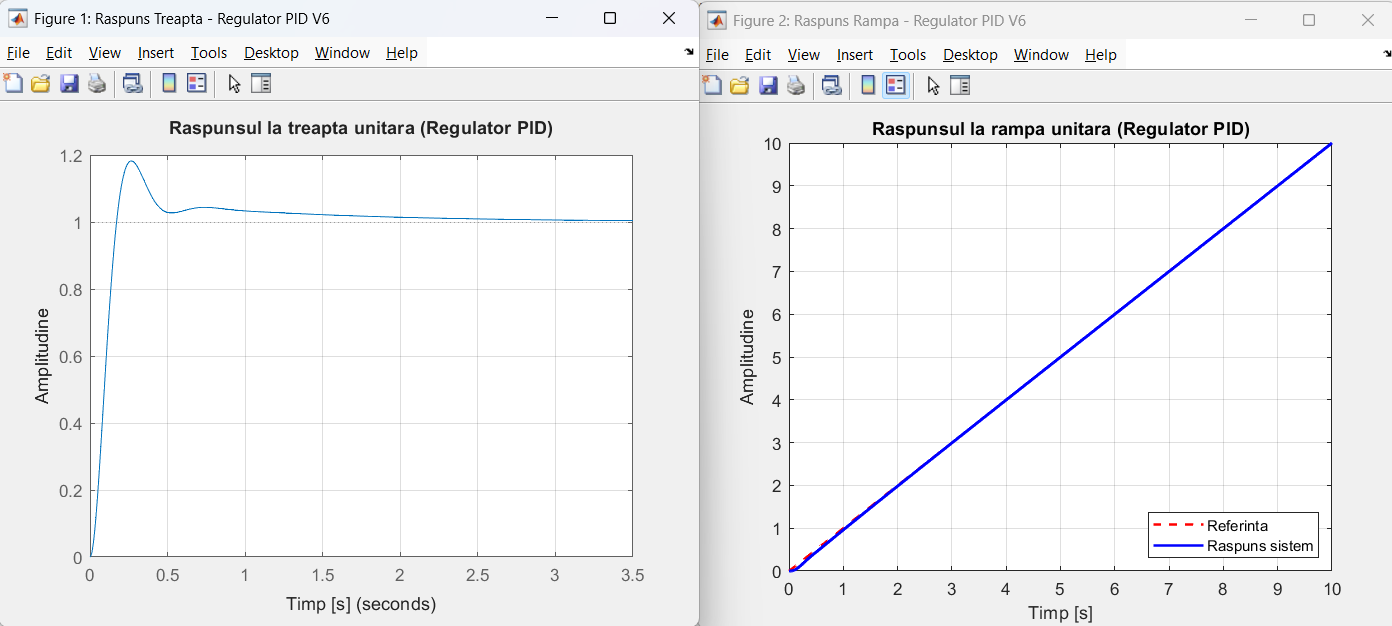 Figure 1: Raspuns Treapta - Regulator PID V6
File Edit View Insert Tools Desktop Window Help
Raspunsul la treapta unitara (Regulator PID)
1.2
1
0.8
0.6
0.4
0.2
0
Amplitudine
0 0.5 1 1.5 2 2.5 3 3.5
Timp [s] (seconds)
Figure 2: Raspuns Rampa - Regulator PID V6
File Edit View Insert Tools Desktop Window Help
Raspunsul la rampa unitara (Regulator PID)
10
9
8
7
6
5
4
3
2
1
0
Amplitudine
Referinta
Raspuns sistem
0 1 2 3 4 5 6 7 8 9 10
Timp [s]